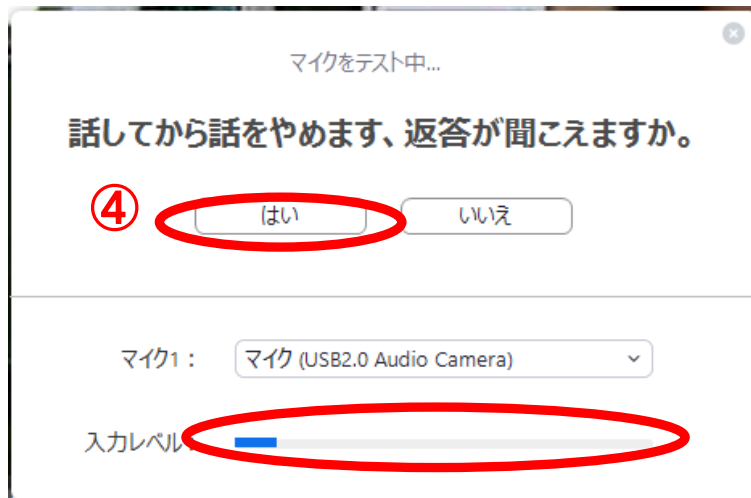 マイクをテスト中...
話してから話をやめます、返答が聞こえますか。
④ はい いいえ
マイク1： マイク (USB2.0 Audio Camera)
入力レベル：